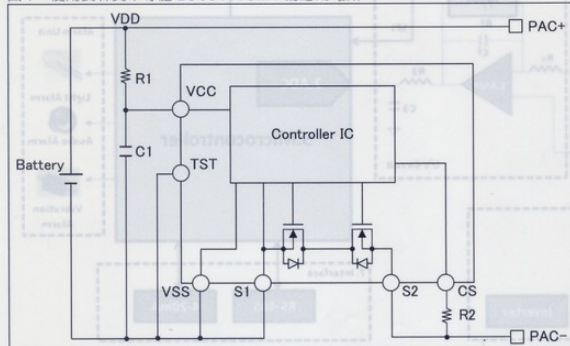 VDD
PAC+
R1
VCC
Controller IC
C1
TST
Battery
VSS
S1
S2
CS
R2
PAC-